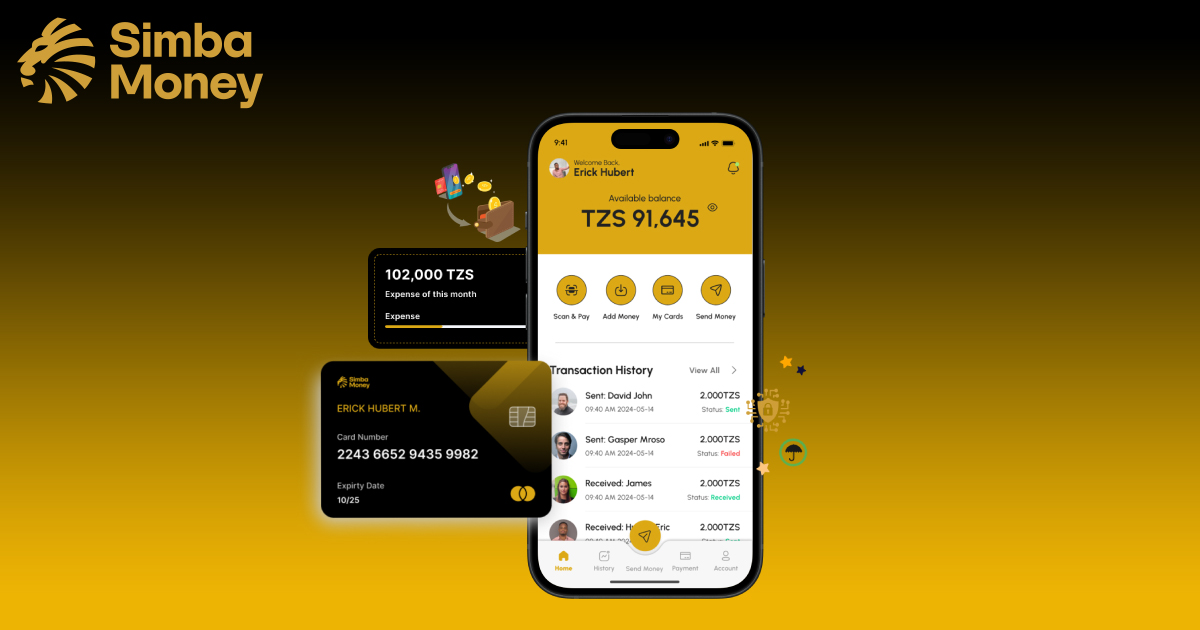 Simba
Money
9:41
Welcome Back,
Erick Hubert
Available balance
TZS 91,645
102,000 TZS
Expense of this month
Expense
Scan & Pay
Add Money
My Cards
Send Money
Transaction History
View All
Sent: David John
2.000TZS
09:40 AM 2024-05-14
Status: Sent
Sent: Gasper Mroso
2.000TZS
09:40 AM 2024-05-14
Status: Failed
Received: James
2.000TZS
09:40 AM 2024-05-14
Status: Received
Received:
2.000TZS
Simba
Money
ERICK HUBERT M.
Card Number
2243 6652 9435 9982
Expirty Date
10/25
Home
History
Send Money
Payment
Account